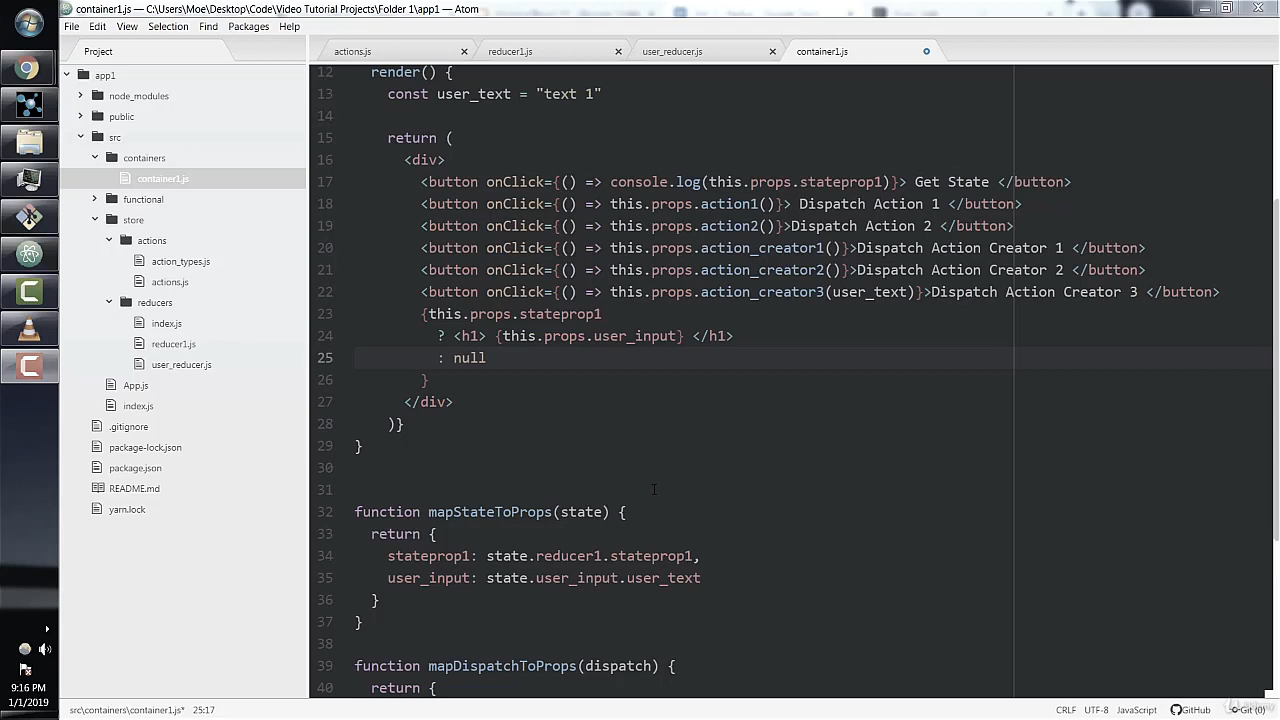 container1.js — C:\Users\Moe\Desktop\Code\Video Tutorial Projects\Folder 1\app1 — Atom
File Edit View Selection Find Packages Help
Project
actions.js
reducer1.js
user_reducer.js
container1.js
app1
node_modules
public
src
containers
container1.js
functional
store
actions
action_types.js
actions.js
reducers
index.js
reducer1.js
user_reducer.js
App.js
index.js
.gitignore
package-lock.json
package.json
README.md
yarn.lock
12 render() {
13 const user_text = "text 1"
14
15 return (
16 <div>
17 <button onClick={() => console.log(this.props.stateprop1)}> Get State </button>
18 <button onClick={() => this.props.action1()}> Dispatch Action 1 </button>
19 <button onClick={() => this.props.action2()}>Dispatch Action 2 </button>
20 <button onClick={() => this.props.action_creator1()}>Dispatch Action Creator 1 </button>
21 <button onClick={() => this.props.action_creator2()}>Dispatch Action Creator 2 </button>
22 <button onClick={() => this.props.action_creator3(user_text)}>Dispatch Action Creator 3 </button>
23 {this.props.stateprop1
24 ? <h1> {this.props.user_input} </h1>
25 : null
26 }
27 </div>
28 )}
29 }
30
31
32 function mapStateToProps(state) {
33 return {
34 stateprop1: state.reducer1.stateprop1,
35 user_input: state.user_input.user_text
36 }
37 }
38
39 function mapDispatchToProps(dispatch) {
40 return {
9:16 PM
1/1/2019
src\containers\container1.js* 25:17
CRLF UTF-8 JavaScript GitHub Git (0)